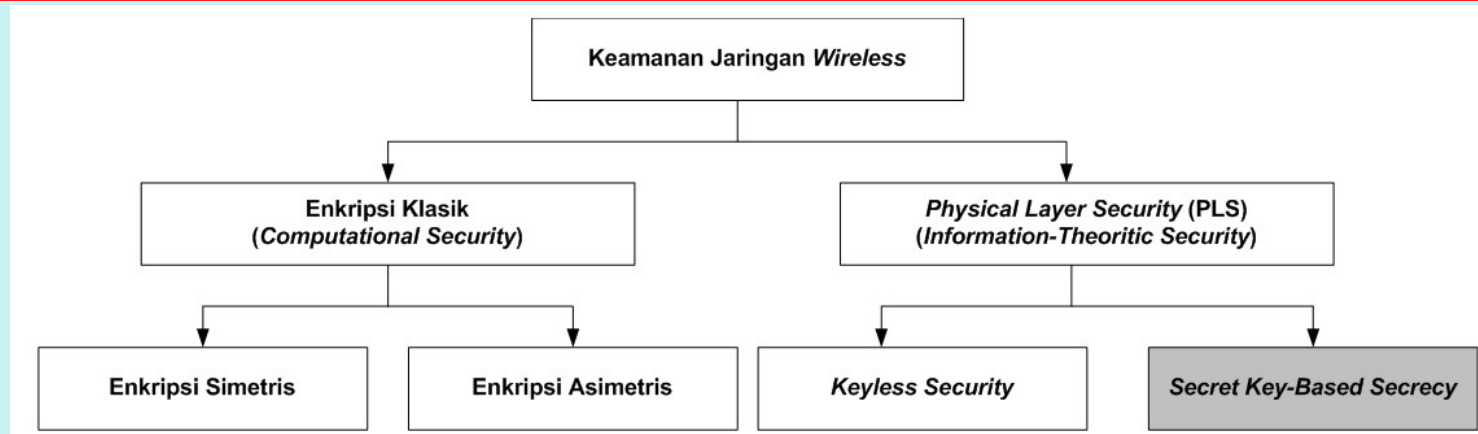 Keamanan Jaringan Wireless
Enkripsi Klasik
(Computational Security)
Physical Layer Security (PLS)
(Information-Theoritic Security)
Enkripsi Simetris
Enkripsi Asimetris
Keyless Security
Secret Key-Based Secrecy